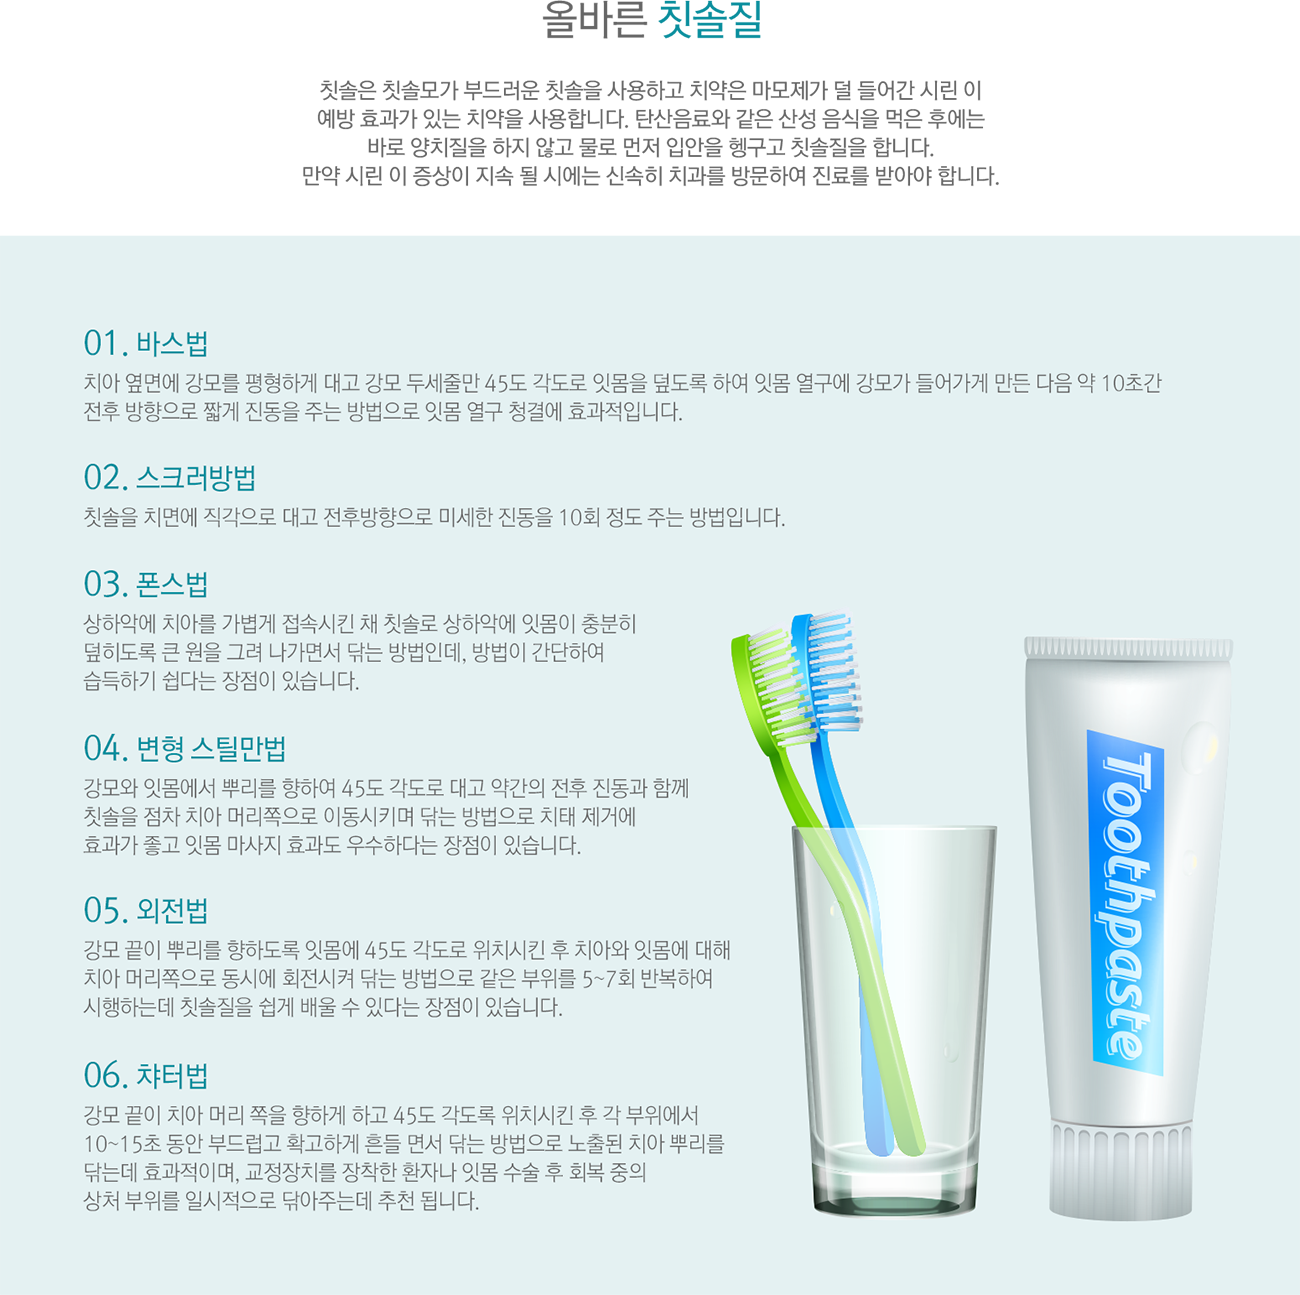 올바른 칫솔질
칫솔은 칫솔모가 부드러운 칫솔을 사용하고 치약은 마모제가 덜 들어간 시린 이
예방 효과가 있는 치약을 사용합니다. 탄산음료와 같은 산성 음식을 먹은 후에는
바로 양치질을 하지 않고 물로 먼저 입안을 헹구고 칫솔질을 합니다.
만약 시린 이 증상이 지속 될 시에는 신속히 치과를 방문하여 진료를 받아야 합니다.
01. 바스법
치아 옆면에 강모를 평형하게 대고 강모 두세줄만 45도 각도로 잇몸을 덮도록 하여 잇몸 열구에 강모가 들어가게 만든 다음 약 10초간
전후 방향으로 짧게 진동을 주는 방법으로 잇몸 열구 청결에 효과적입니다.
02. 스크러방법
칫솔을 치면에 직각으로 대고 전후방향으로 미세한 진동을 10회 정도 주는 방법입니다.
03. 폰스법
상하악에 치아를 가볍게 접속시킨 채 칫솔로 상하악에 잇몸이 충분히
덮히도록 큰 원을 그려 나가면서 닦는 방법인데, 방법이 간단하여
습득하기 쉽다는 장점이 있습니다.
04. 변형 스틸만법
강모와 잇몸에서 뿌리를 향하여 45도 각도로 대고 약간의 전후 진동과 함께
칫솔을 점차 치아 머리쪽으로 이동시키며 닦는 방법으로 치태 제거에
효과가 좋고 잇몸 마사지 효과도 우수하다는 장점이 있습니다.
05. 외전법
강모 끝이 뿌리를 향하도록 잇몸에 45도 각도로 위치시킨 후 치아와 잇몸에 대해
치아 머리쪽으로 동시에 회전시켜 닦는 방법으로 같은 부위를 5~7회 반복하여
시행하는데 칫솔질을 쉽게 배울 수 있다는 장점이 있습니다.
06. 챠터법
강모 끝이 치아 머리 쪽을 향하게 하고 45도 각도록 위치시킨 후 각 부위에서
10~15초 동안 부드럽고 확고하게 흔들 면서 닦는 방법으로 노출된 치아 뿌리를
닦는데 효과적이며, 교정장치를 장착한 환자나 잇몸 수술 후 회복 중의
상처 부위를 일시적으로 닦아주는데 추천 됩니다.
Toothpaste